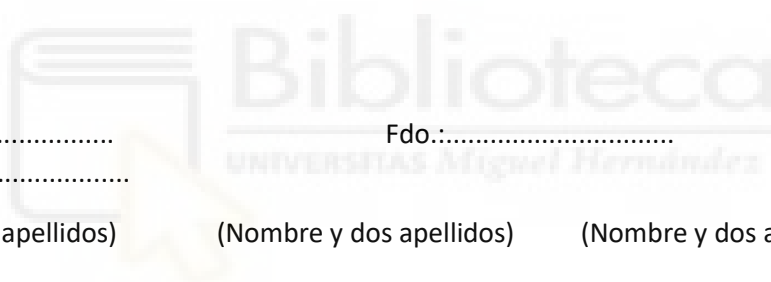 Biblioteca
................ Fdo.:..............................
UNIVERSITAS Miguel Hernández
..................
apellidos) (Nombre y dos apellidos) (Nombre y dos a